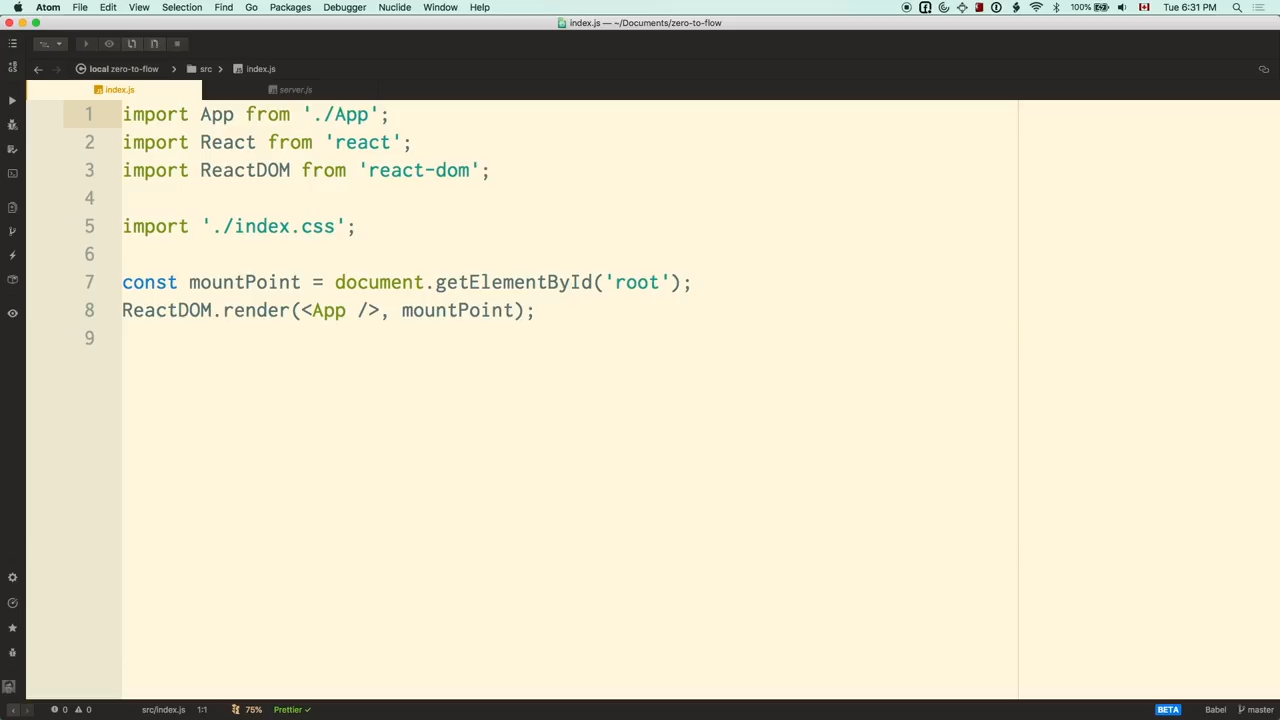 Atom File Edit View Selection Find Go Packages Debugger Nuclide Window Help 100% Tue 6:31 PM
index.js — ~/Documents/zero-to-flow
local zero-to-flow src index.js
index.js server.js
1 import App from './App';
2 import React from 'react';
3 import ReactDOM from 'react-dom';
4
5 import './index.css';
6
7 const mountPoint = document.getElementById('root');
8 ReactDOM.render(<App />, mountPoint);
9
0 0 src/index.js 1:1 75% Prettier ✓ BETA Babel master